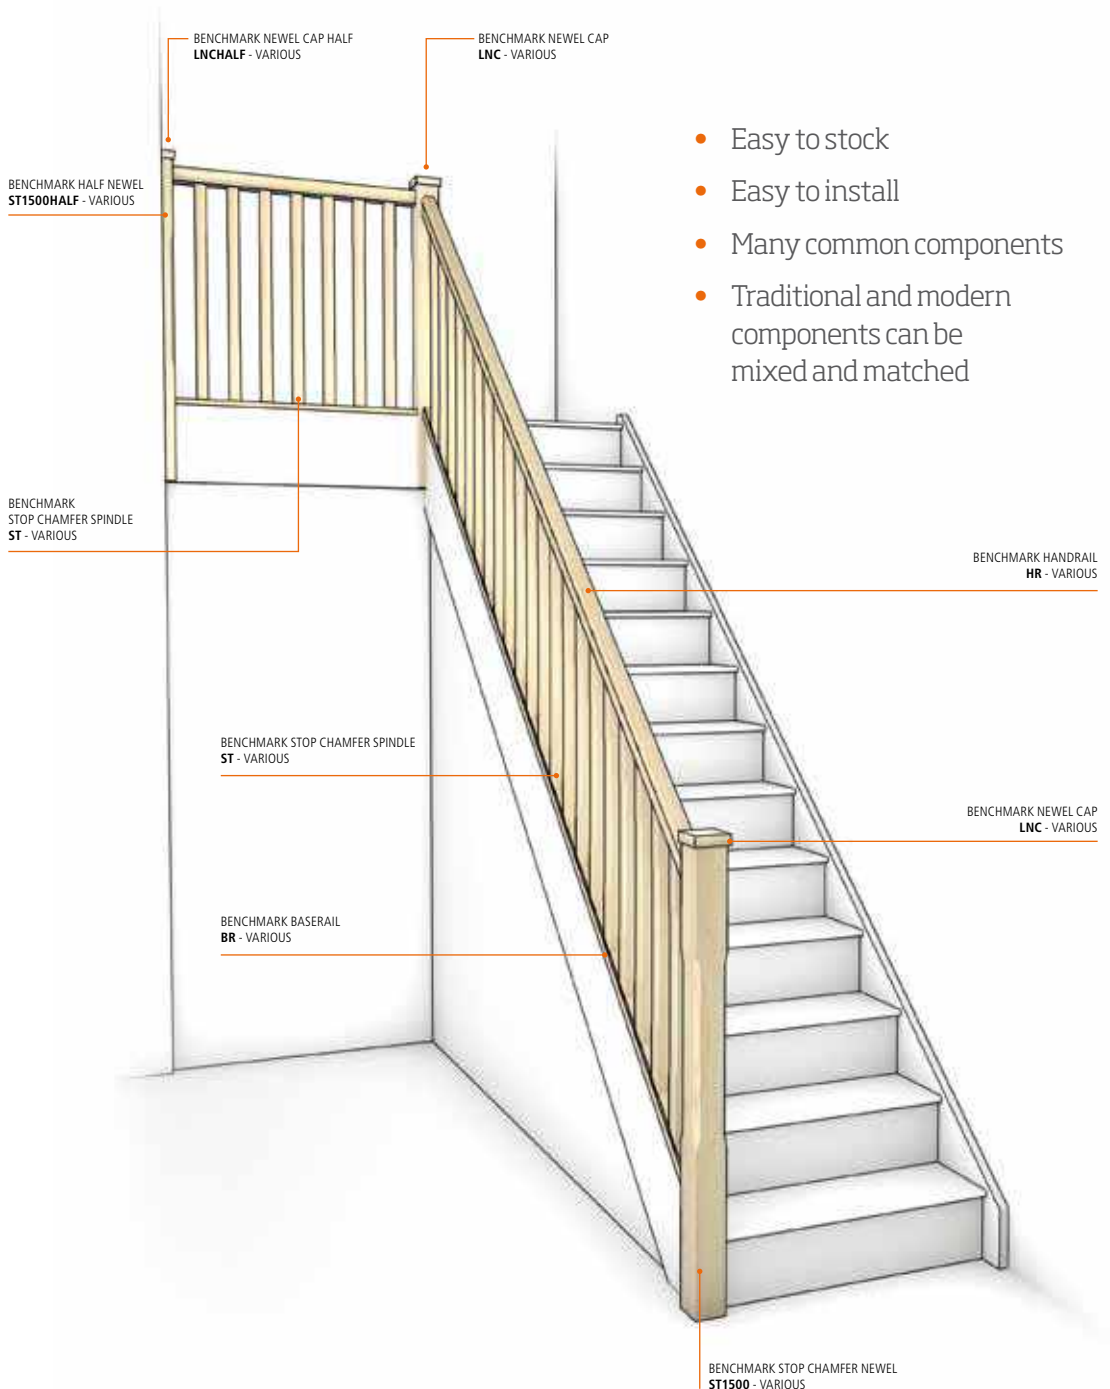 BENCHMARK NEWEL CAP HALF
LNCHALF - VARIOUS
BENCHMARK NEWEL CAP
LNC - VARIOUS
• Easy to stock
• Easy to install
• Many common components
• Traditional and modern
components can be
mixed and matched
BENCHMARK HALF NEWEL
ST1500HALF - VARIOUS
BENCHMARK
STOP CHAMFER SPINDLE
ST - VARIOUS
BENCHMARK HANDRAIL
HR - VARIOUS
BENCHMARK STOP CHAMFER SPINDLE
ST - VARIOUS
BENCHMARK NEWEL CAP
LNC - VARIOUS
BENCHMARK BASERAIL
BR - VARIOUS
BENCHMARK STOP CHAMFER NEWEL
ST1500 - VARIOUS